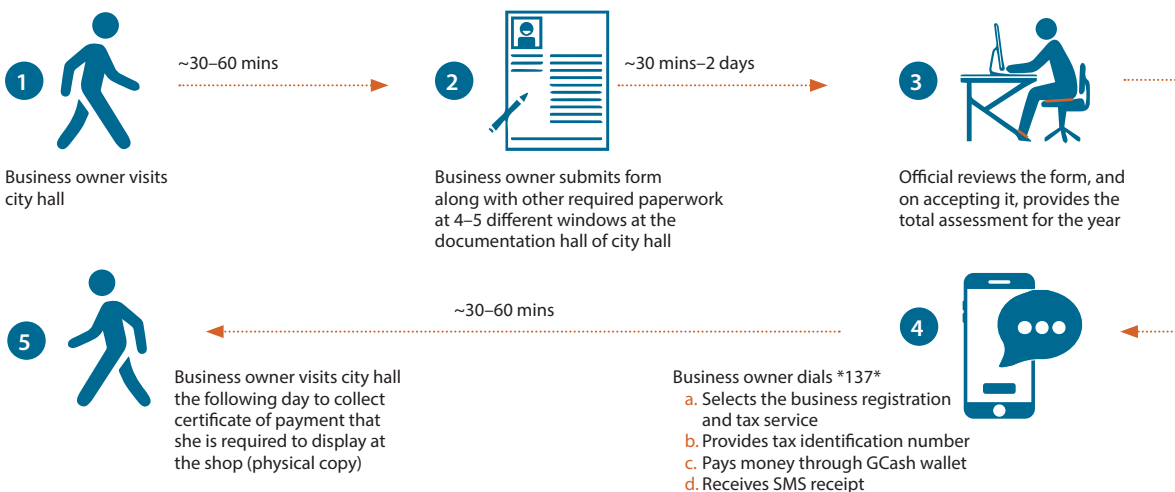 1
~30–60 mins
2
~30 mins–2 days
3
Business owner visits
city hall
Business owner submits form
along with other required paperwork
at 4–5 different windows at the
documentation hall of city hall
Official reviews the form, and
on accepting it, provides the
total assessment for the year
4
Business owner dials *137*
a. Selects the business registration
and tax service
b. Provides tax identification number
c. Pays money through GCash wallet
d. Receives SMS receipt
~30–60 mins
5
Business owner visits city hall
the following day to collect
certificate of payment that
she is required to display at
the shop (physical copy)